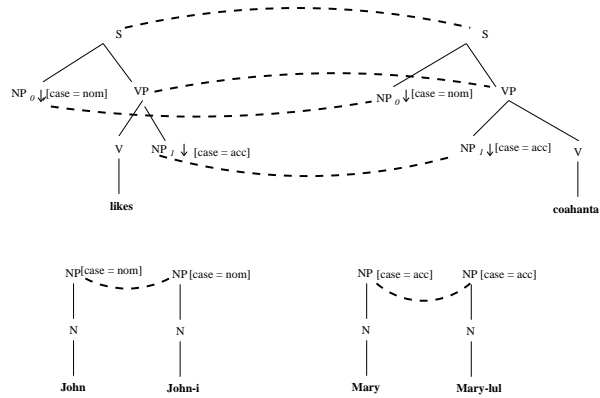 S S
NP 0 ↓ [case = nom] VP NP 0 ↓ [case = nom] VP
V NP 1 ↓ [case = acc] NP 1 ↓ [case = acc] V
likes coahanta
NP [case = nom] NP [case = nom] NP [case = acc] NP [case = acc]
N N N N
John John-i Mary Mary-lul